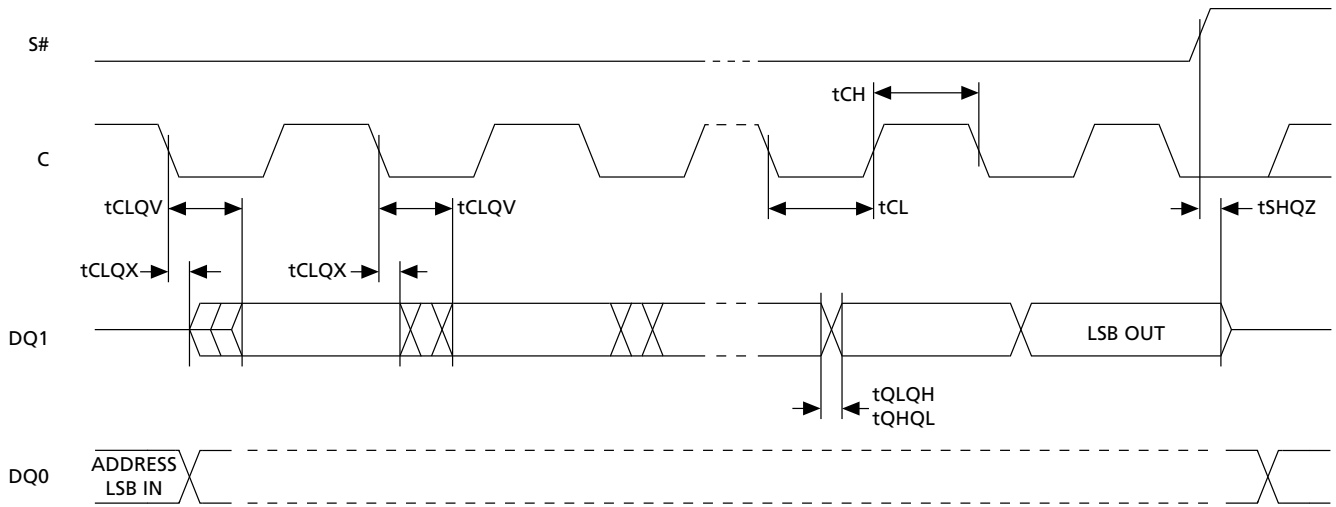 S#
tCH
C
tCLQV
tCLQV
tCL
tSHQZ
tCLQX
tCLQX
DQ1
LSB OUT
tQLQH
tQHQL
DQ0
ADDRESS
LSB IN